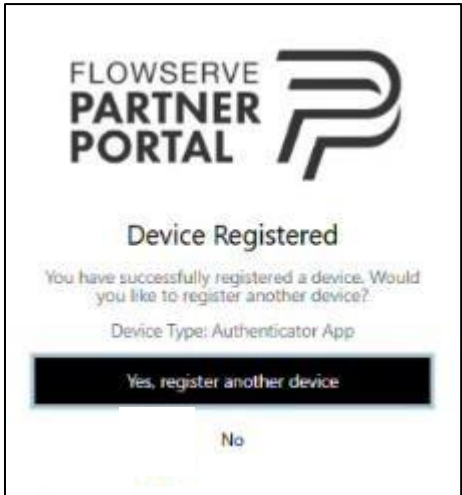 FLOWSERVE
PARTNER
PORTAL
Device Registered
You have successfully registered a device. Would
you like to register another device?
Device Type: Authenticator App
Yes, register another device
No